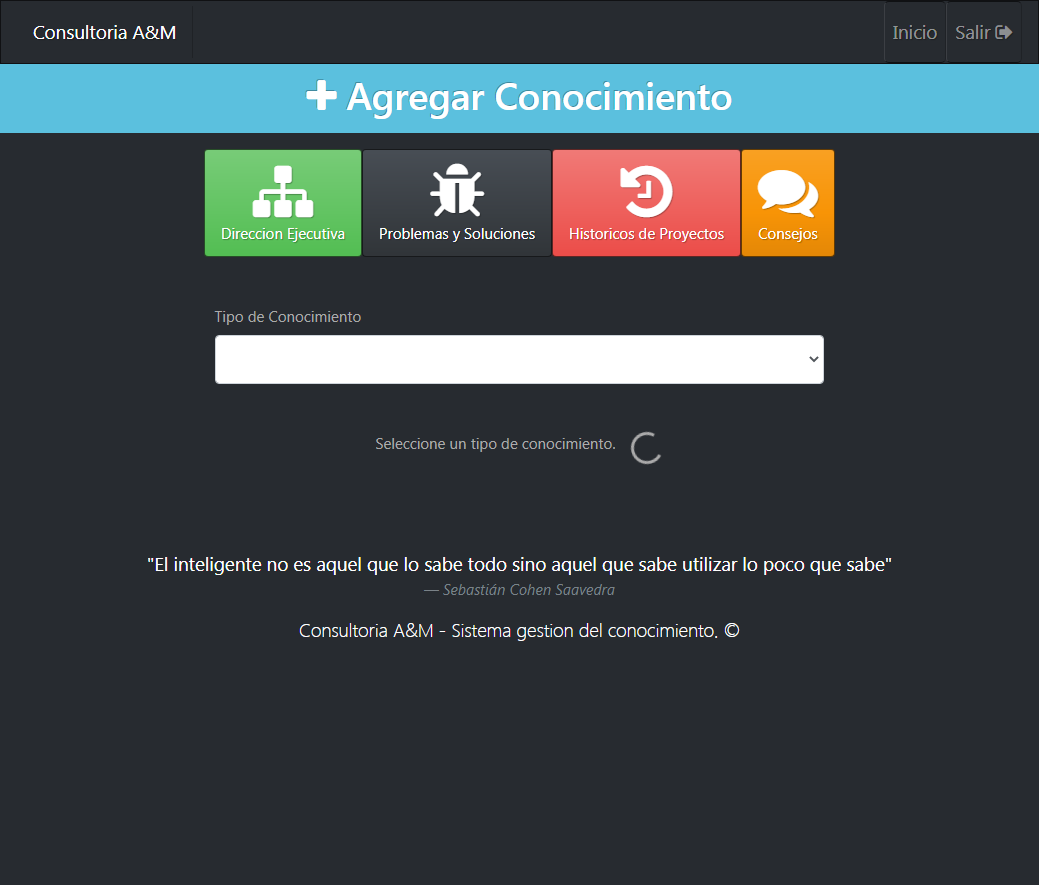 Consultoria A&M
Inicio
Salir
Agregar Conocimiento
Direccion Ejecutiva
Problemas y Soluciones
Historicos de Proyectos
Consejos
Tipo de Conocimiento
Seleccione un tipo de conocimiento.
"El inteligente no es aquel que lo sabe todo sino aquel que sabe utilizar lo poco que sabe"
— Sebastián Cohen Saavedra
Consultoria A&M - Sistema gestion del conocimiento. ©